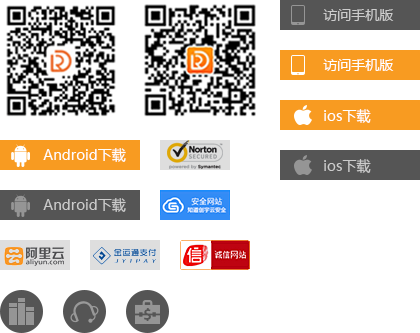 访问手机版
访问手机版
ios下载
ios下载
Android下载
Android下载
Norton
SECURED
powered by Symantec
安全网站
知道创宇云安全
阿里云
aliyun.com
金运通支付
JYTPAY
信
诚信网站